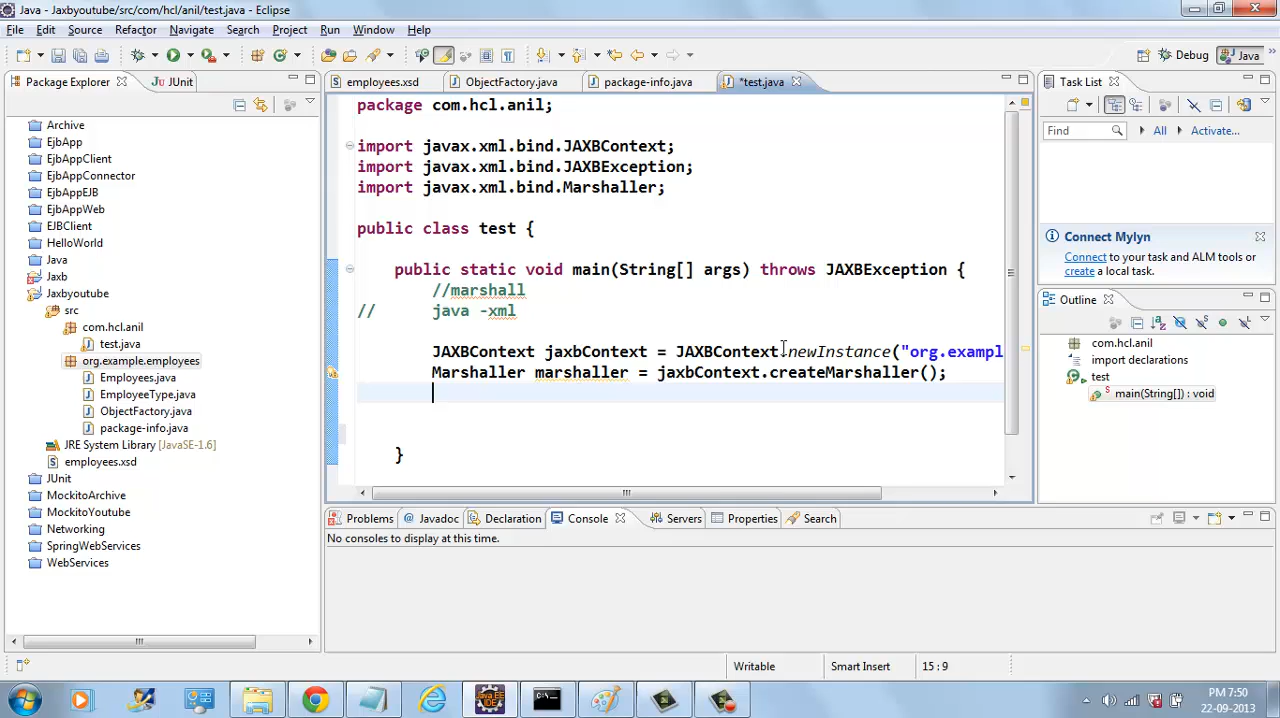 Java - Jaxbyoutube/src/com/hcl/anil/test.java - Eclipse
File Edit Source Refactor Navigate Search Project Run Window Help
Debug Java
Package Explorer JUnit
Archive
EjbApp
EjbAppClient
EjbAppConnector
EjbAppEJB
EjbAppWeb
EJBClient
HelloWorld
Java
Jaxb
Jaxbyoutube
src
com.hcl.anil
test.java
org.example.employees
Employees.java
EmployeeType.java
ObjectFactory.java
package-info.java
JRE System Library [JavaSE-1.6]
employees.xsd
JUnit
MockitoArchive
MockitoYoutube
Networking
SpringWebServices
WebServices
employees.xsd ObjectFactory.java package-info.java *test.java
package com.hcl.anil;
import javax.xml.bind.JAXBContext;
import javax.xml.bind.JAXBException;
import javax.xml.bind.Marshaller;
public class test {
public static void main(String[] args) throws JAXBException {
//marshall
// java -xml
JAXBContext jaxbContext = JAXBContext.newInstance("org.exampl
Marshaller marshaller = jaxbContext.createMarshaller();
}
Task List
Find All Activate...
Connect Mylyn
Connect to your task and ALM tools or
create a local task.
Outline
com.hcl.anil
import declarations
test
main(String[]) : void
Problems Javadoc Declaration Console Servers Properties Search
No consoles to display at this time.
Writable Smart Insert 15 : 9
PM 7:50
22-09-2013